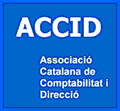 ACCID
Associació
Catalana de
Comptabilitat i
Direcció